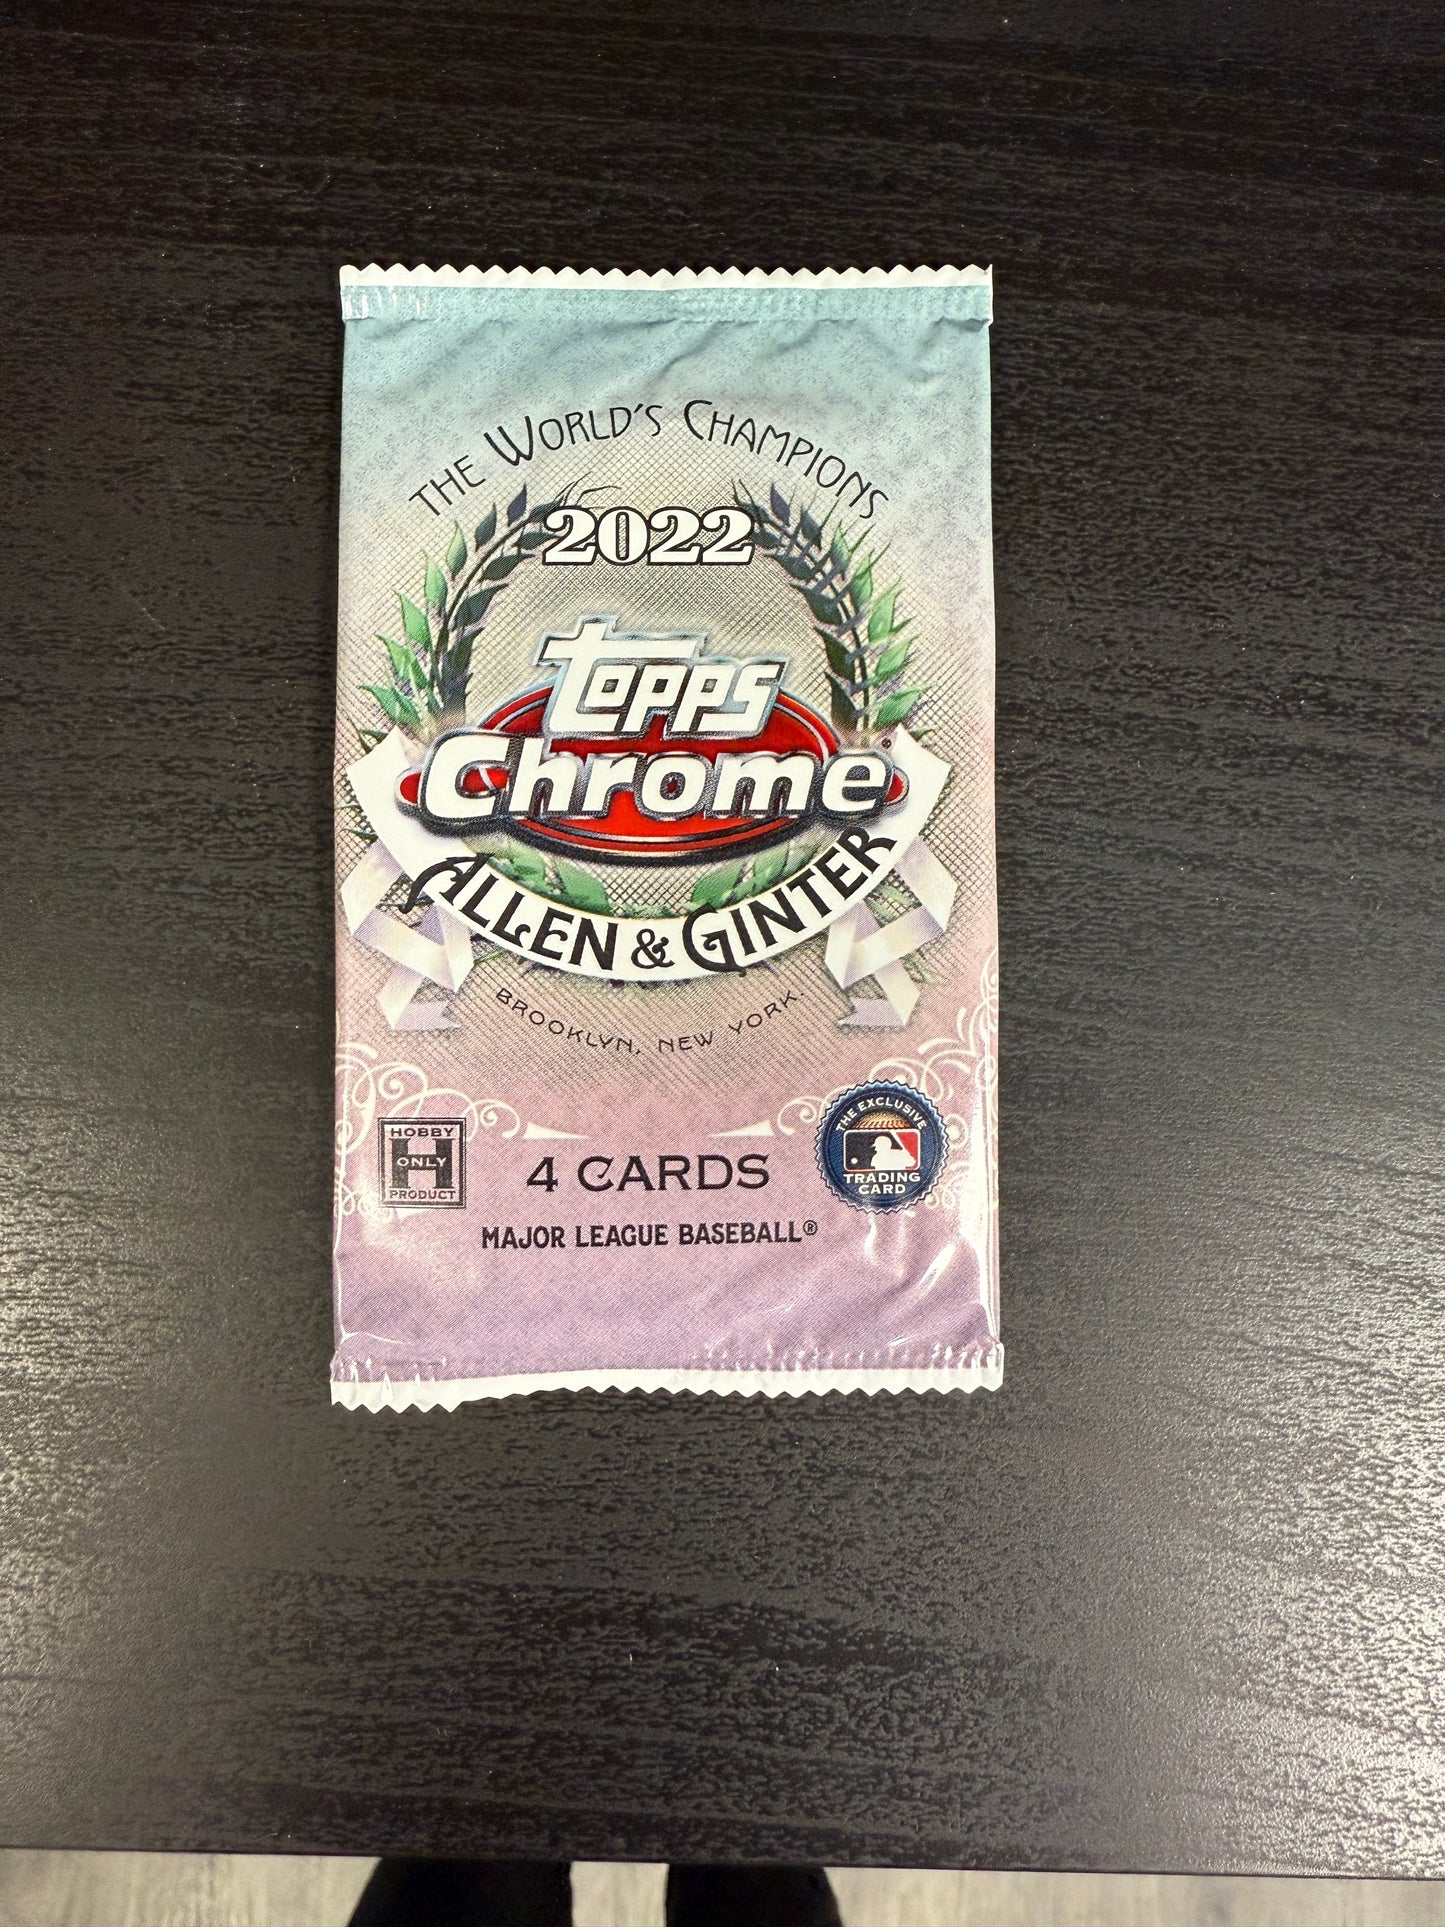 THE WORLD'S CHAMPIONS
2022
topps
Chrome®
ALLEN & GINTER
BROOKLYN, NEW YORK.
HOBBY
H
ONLY
PRODUCT
4 CARDS
THE EXCLUSIVE
TRADING
CARD
MAJOR LEAGUE BASEBALL®